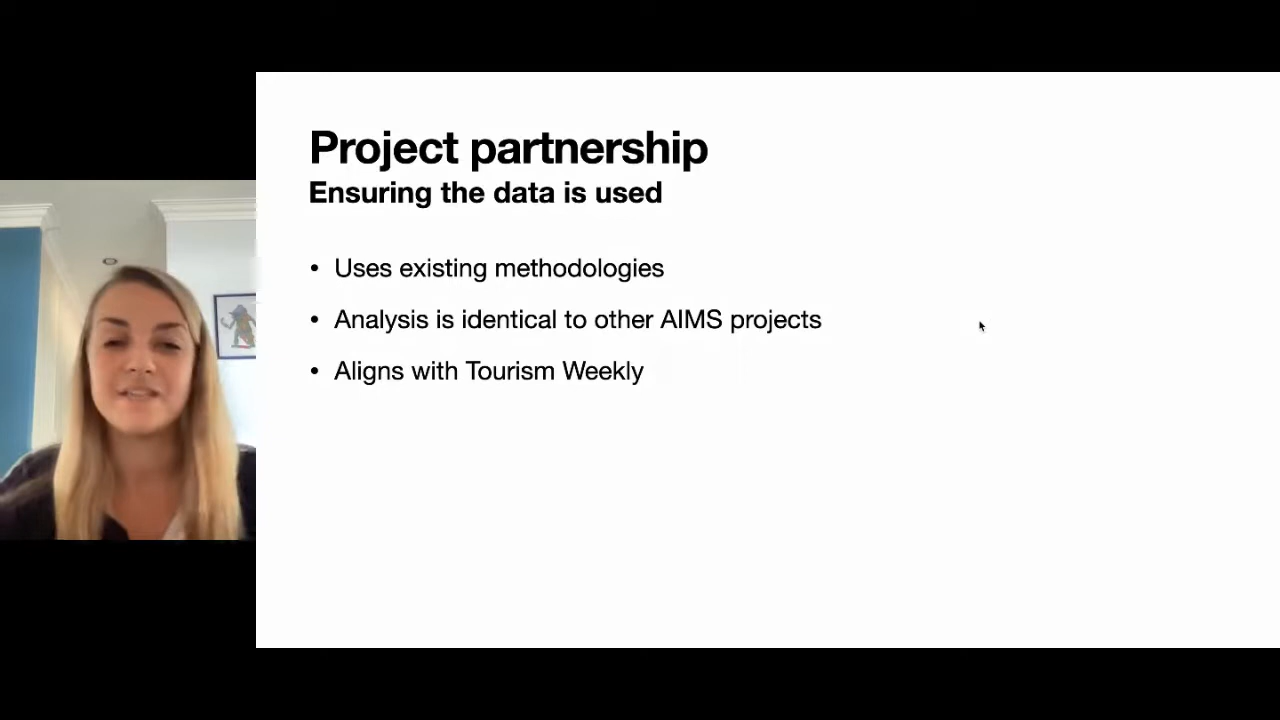 Project partnership
Ensuring the data is used
• Uses existing methodologies
• Analysis is identical to other AIMS projects
• Aligns with Tourism Weekly